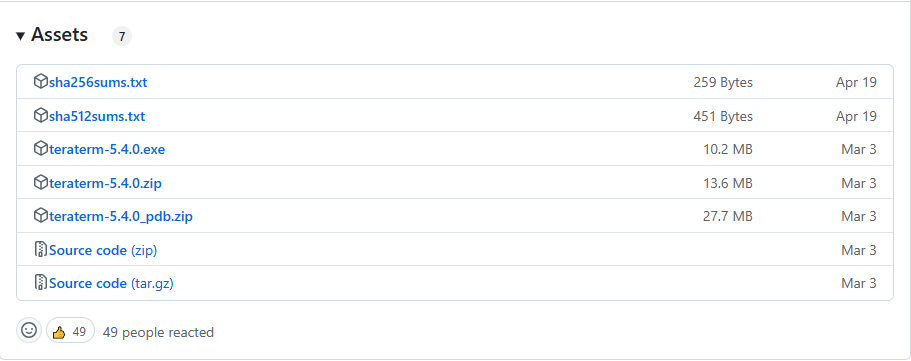 Assets 7
sha256sums.txt 259 Bytes Apr 19
sha512sums.txt 451 Bytes Apr 19
teraterm-5.4.0.exe 10.2 MB Mar 3
teraterm-5.4.0.zip 13.6 MB Mar 3
teraterm-5.4.0_pdb.zip 27.7 MB Mar 3
Source code (zip) Mar 3
Source code (tar.gz) Mar 3
49 49 people reacted